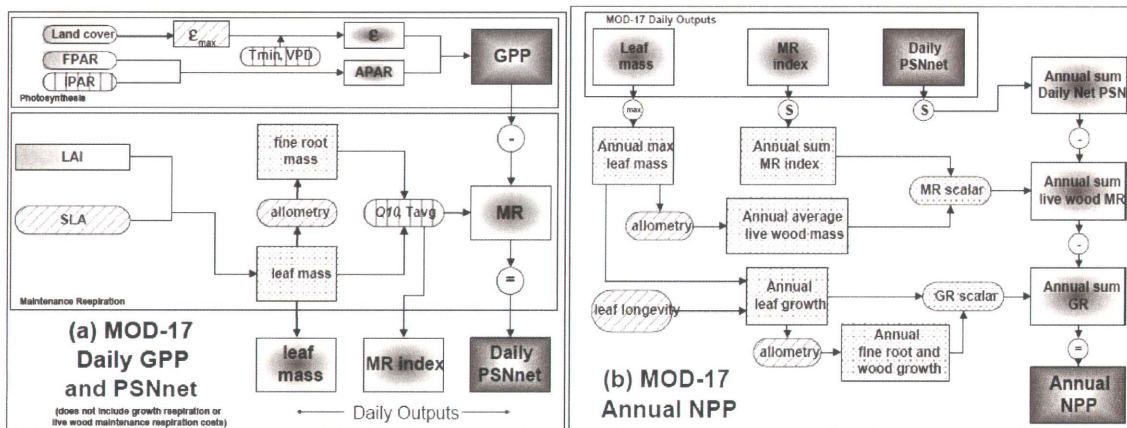 Land cover
εmax
ε
Tmin, VPD
GPP
FPAR
IPAR
APAR
Photosynthesis
-
LAI
fine root
mass
SLA
allometry
Q10, Tavg
MR
leaf mass
=
Maintenance Respiration
(a) MOD-17
Daily GPP
and PSNnet
(does not include growth respiration or
live wood maintenance respiration costs)
leaf
mass
MR index
Daily
PSNnet
Daily Outputs
MOD-17 Daily Outputs
Leaf
mass
MR
index
Daily
PSNnet
Annual sum
Daily Net PSN
max
S
S
-
Annual max
leaf mass
Annual sum
MR index
MR scalar
Annual sum
live wood MR
allometry
Annual average
live wood mass
-
leaf longevity
Annual
leaf growth
GR scalar
Annual sum
GR
allometry
Annual
fine root and
wood growth
=
(b) MOD-17
Annual NPP
Annual
NPP